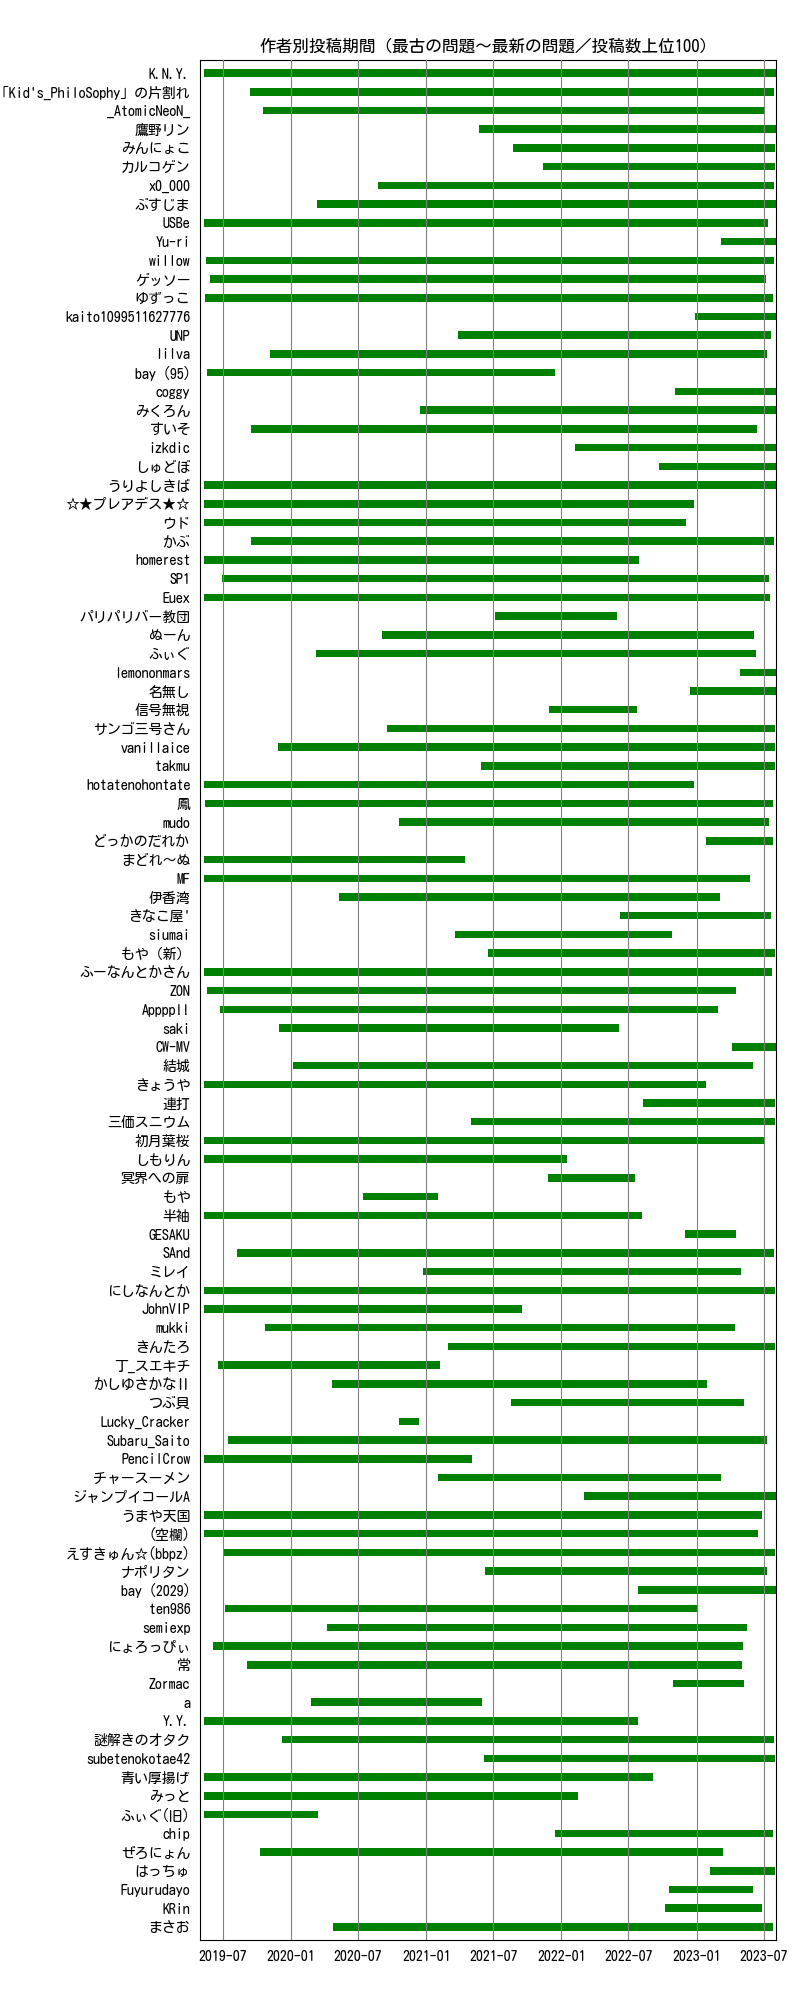 作者別投稿期間（最古の問題～最新の問題／投稿数上位100）
K.N.Y.
「Kid's_PhiloSophy」の片割れ
_AtomicNeoN_
鷹野リン
みんにょこ
カルコゲン
x0_000
ぶすじま
USBe
Yu-ri
willow
ゲッソー
ゆずっこ
kaito1099511627776
UNP
lilva
bay (95)
coggy
みくろん
すいそ
izkdic
しゅどぼ
うりよしきば
☆★プレアデス★☆
ウド
かぶ
homerest
SP1
Euex
パリパリバー教団
ぬーん
ふぃぐ
lemononmars
名無し
信号無視
サンゴ三号さん
vanillaice
takmu
hotatenohontate
鳳
mudo
どっかのだれか
まどれ～ぬ
MF
伊香湾
きなこ屋'
siumai
もや（新）
ふーなんとかさん
ZON
AppppII
saki
CW-MV
結城
きょうや
連打
三価スニウム
初月葉桜
しもりん
冥界への扉
もや
半袖
GESAKU
SAnd
ミレイ
にしなんとか
JohnVIP
mukki
きんたろ
丁_スエキチ
かしゆさかなⅡ
つぶ貝
Lucky_Cracker
Subaru_Saito
PencilCrow
チャースーメン
ジャンプイコールA
うまや天国
(空欄)
えすきゅん☆(bbpz)
ナポリタン
bay (2029)
ten986
semiexp
にょろっぴぃ
常
Zormac
a
Y.Y.
謎解きのオタク
subetenokotae42
青い厚揚げ
みっと
ふぃぐ(旧)
chip
ぜろにょん
はっちゅ
Fuyurudayo
KRin
まさお
2019-07 2020-01 2020-07 2021-01 2021-07 2022-01 2022-07 2023-01 2023-07